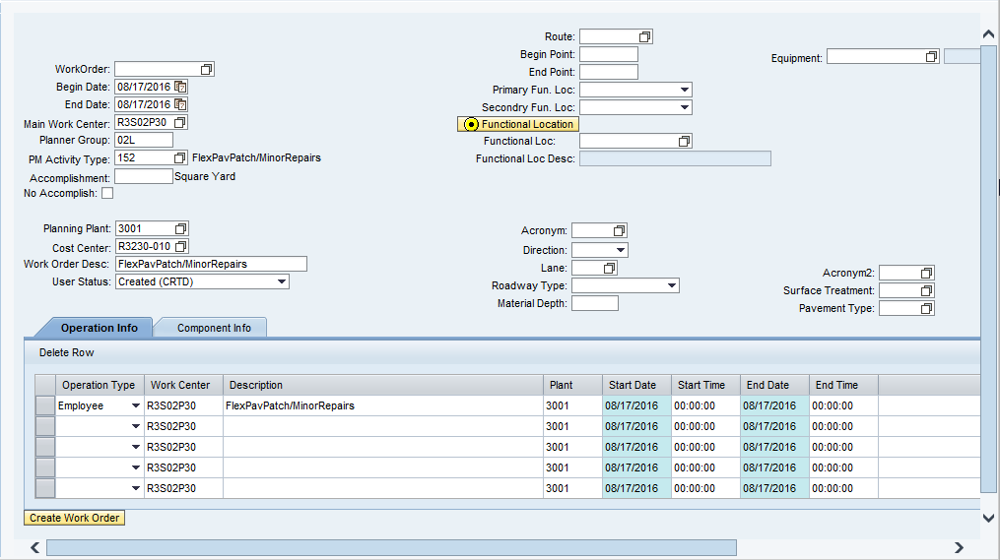 Route:
Begin Point:
Equipment:
WorkOrder:
End Point:
Begin Date: 08/17/2016
Primary Fun. Loc:
End Date: 08/17/2016
Secondry Fun. Loc:
Main Work Center: R3S02P30
Functional Location
Planner Group: 02L
Functional Loc:
PM Activity Type: 152 FlexPavPatch/MinorRepairs
Functional Loc Desc:
Accomplishment: Square Yard
No Accomplish:
Planning Plant: 3001
Acronym:
Cost Center: R3230-010
Direction:
Work Order Desc: FlexPavPatch/MinorRepairs
Lane:
Acronym2:
User Status: Created (CRTD)
Roadway Type:
Surface Treatment:
Material Depth:
Pavement Type:
Operation Info Component Info
Delete Row
Operation Type Work Center Description Plant Start Date Start Time End Date End Time
Employee R3S02P30 FlexPavPatch/MinorRepairs 3001 08/17/2016 00:00:00 08/17/2016 00:00:00
R3S02P30 3001 08/17/2016 00:00:00 08/17/2016 00:00:00
R3S02P30 3001 08/17/2016 00:00:00 08/17/2016 00:00:00
R3S02P30 3001 08/17/2016 00:00:00 08/17/2016 00:00:00
R3S02P30 3001 08/17/2016 00:00:00 08/17/2016 00:00:00
Create Work Order